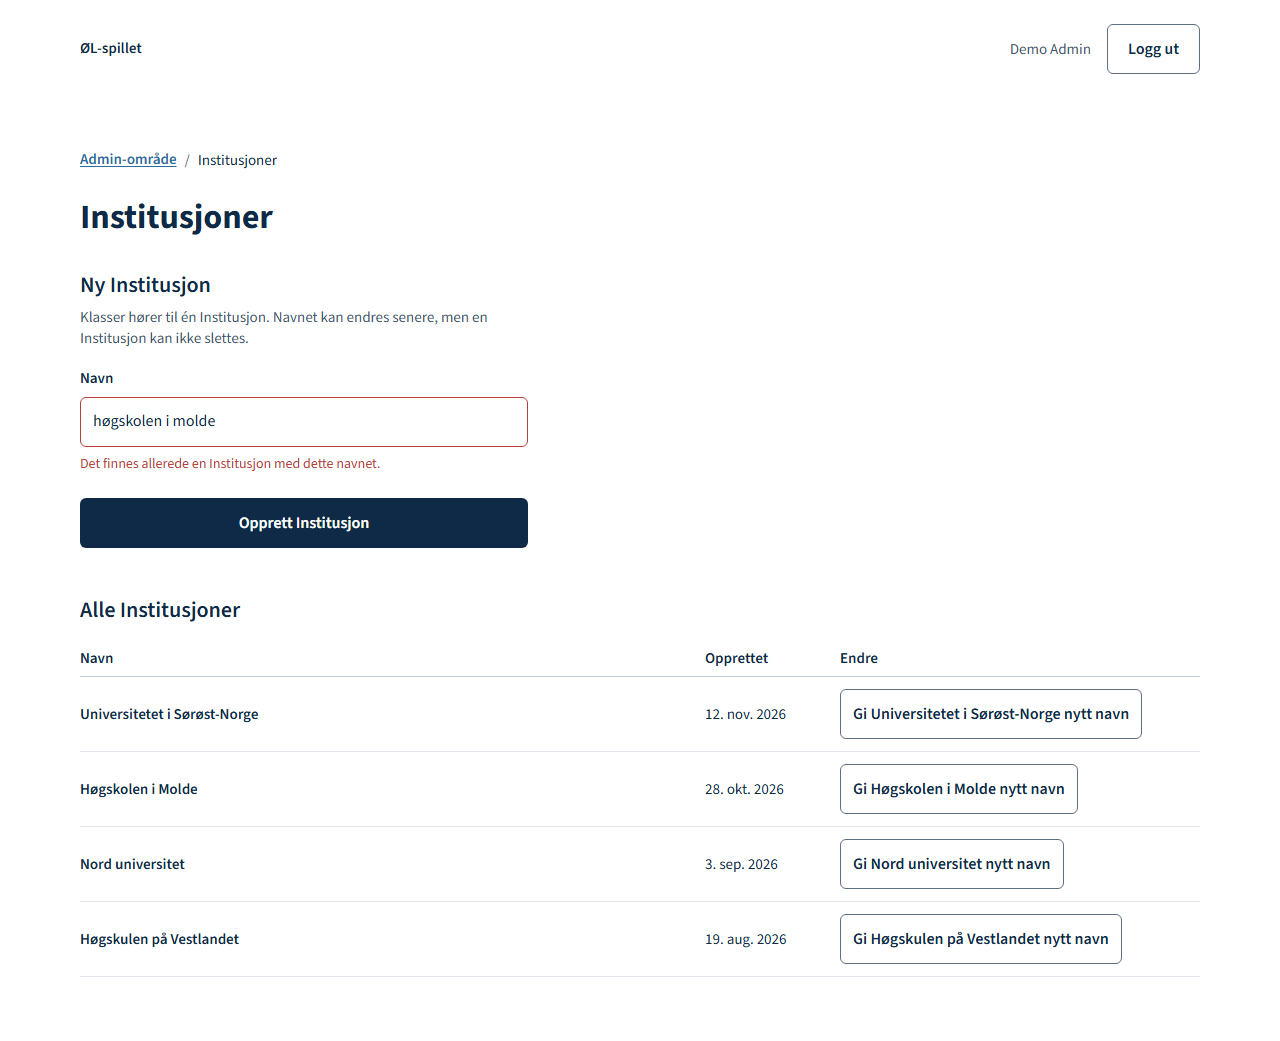 ØL-spillet
Demo Admin
Logg ut
Admin-område / Institusjoner
Institusjoner
Ny Institusjon
Klasser hører til én Institusjon. Navnet kan endres senere, men en
Institusjon kan ikke slettes.
Navn
høgskolen i molde
Det finnes allerede en Institusjon med dette navnet.
Opprett Institusjon
Alle Institusjoner
Navn Opprettet Endre
Universitetet i Sørøst-Norge 12. nov. 2026 Gi Universitetet i Sørøst-Norge nytt navn
Høgskolen i Molde 28. okt. 2026 Gi Høgskolen i Molde nytt navn
Nord universitet 3. sep. 2026 Gi Nord universitet nytt navn
Høgskulen på Vestlandet 19. aug. 2026 Gi Høgskulen på Vestlandet nytt navn